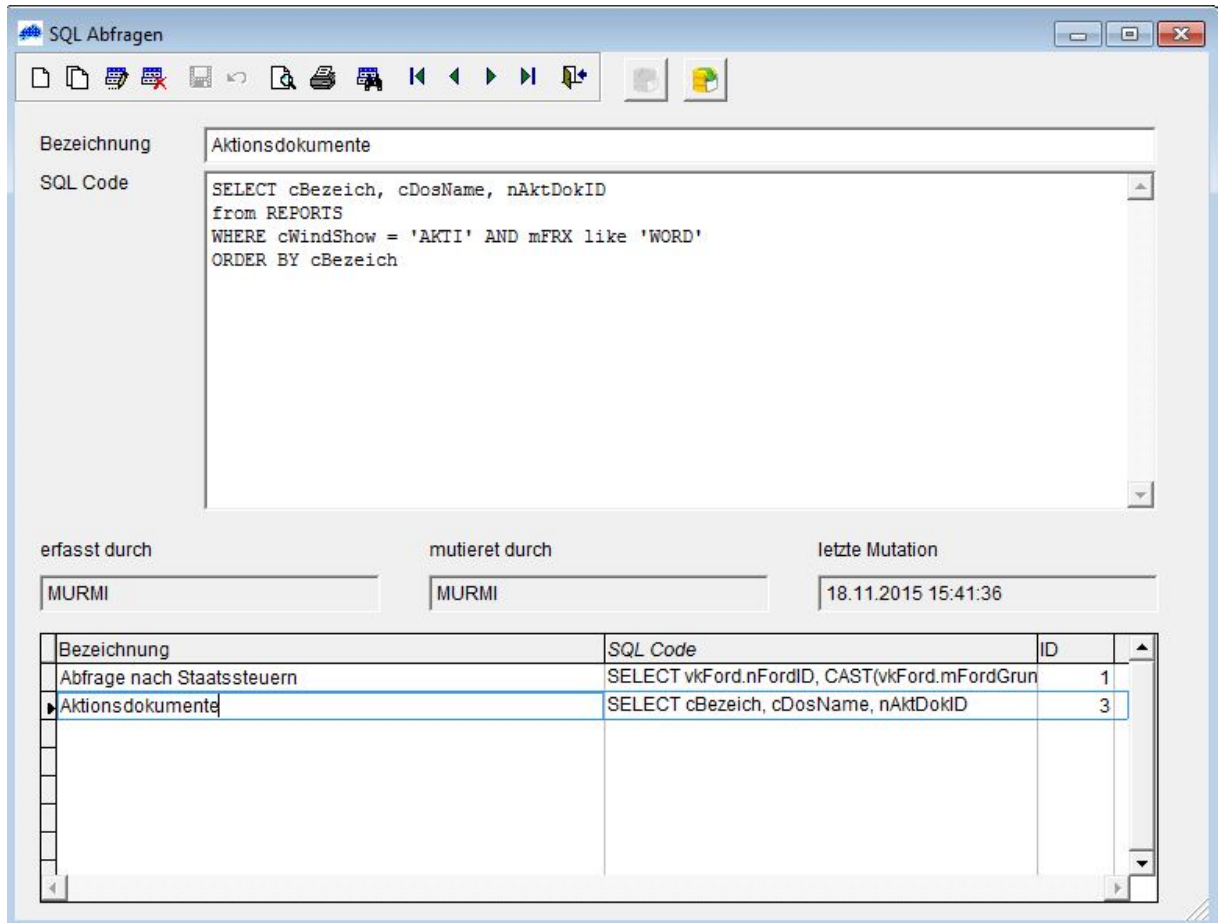 SQL Abfragen
Bezeichnung Aktionsdokumente
SQL Code
SELECT cBezeich, cDosName, nAktDokID
from REPORTS
WHERE cWindShow = 'AKTI' AND mFRX like 'WORD'
ORDER BY cBezeich
erfasst durch mutieret durch letzte Mutation
MURMI MURMI 18.11.2015 15:41:36
Bezeichnung SQL Code ID
Abfrage nach Staatssteuern SELECT vkFord.nFordID, CAST(vkFord.mFordGrun 1
Aktionsdokumente SELECT cBezeich, cDosName, nAktDokID 3